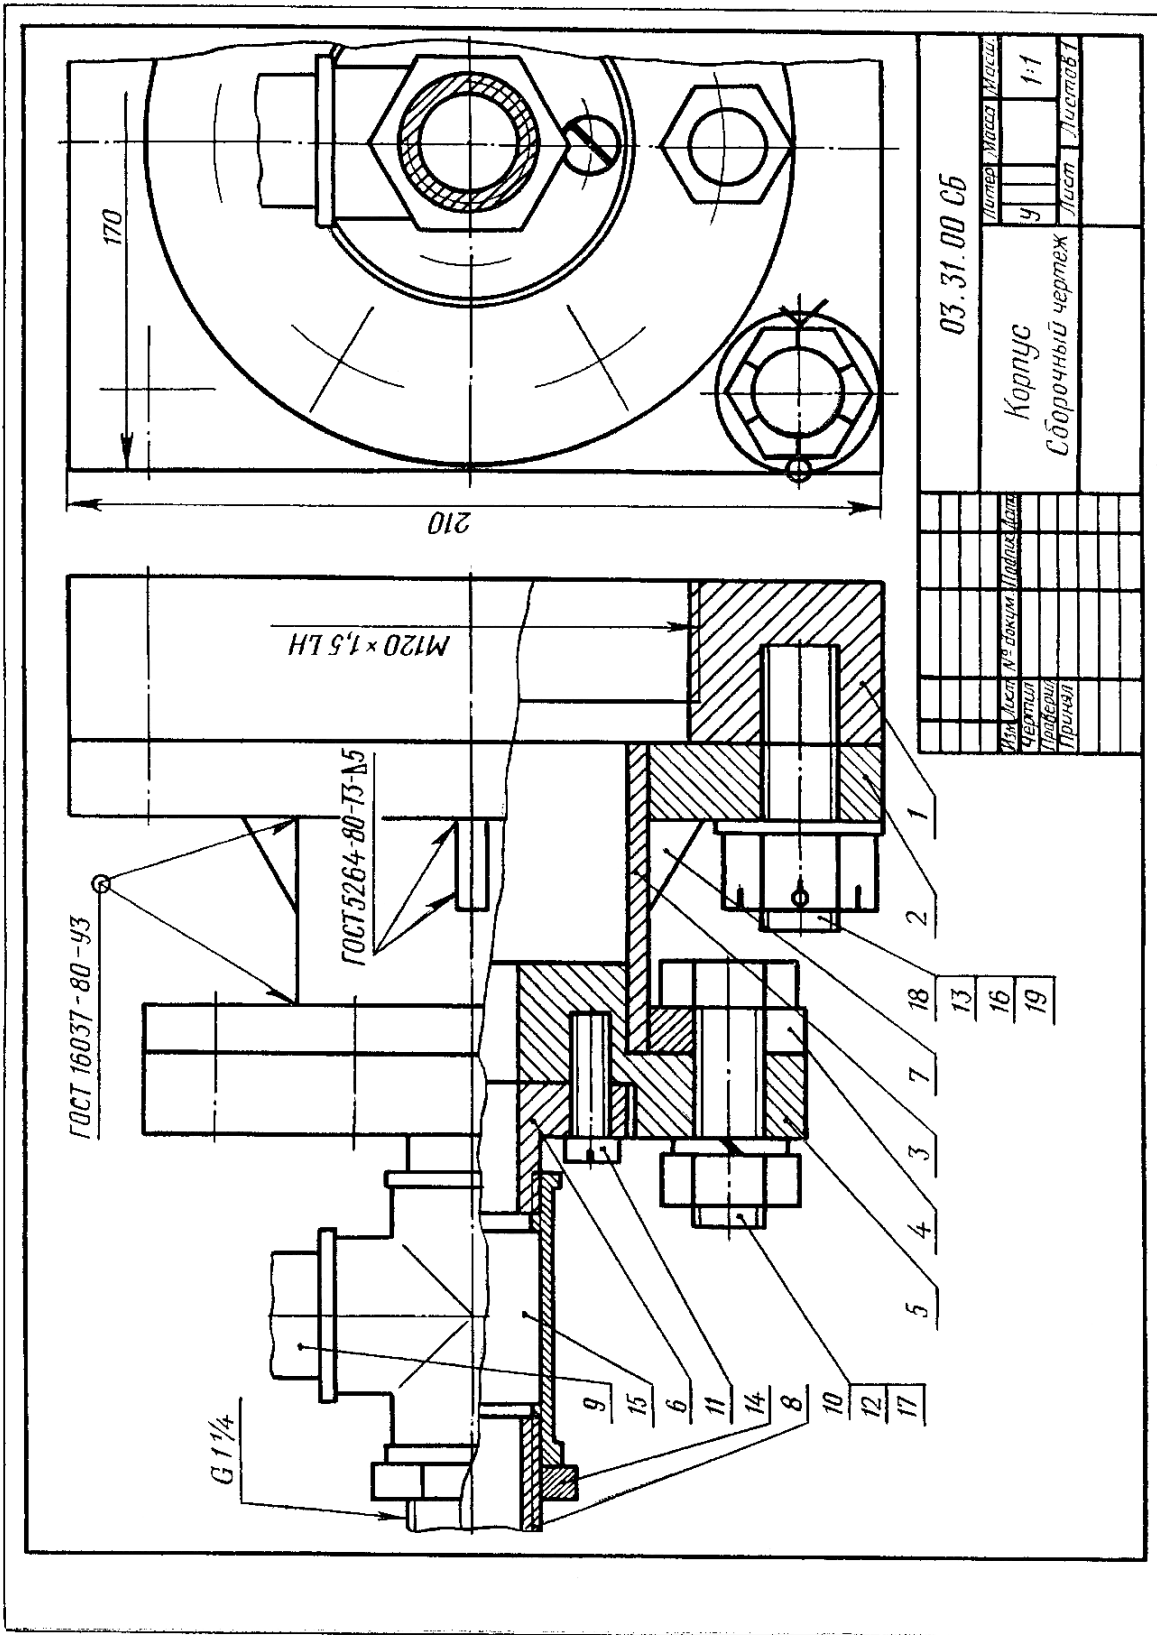 G 1 ¼
ГОСТ 16037-80-У3
ГОСТ 5264-80-Т3-⊿5
М120×1,5 LH
210
170
9
15
6
11
14
8
10
12
17
5
4
3
7
18
13
16
19
2
1
03.31.00 СБ
Корпус
Сборочный чертеж
Литер Масса Масш.
у 1:1
Лист Листов 1
Изм Лист № докум. Подпис Дата
Чертил
Проверил
Принял